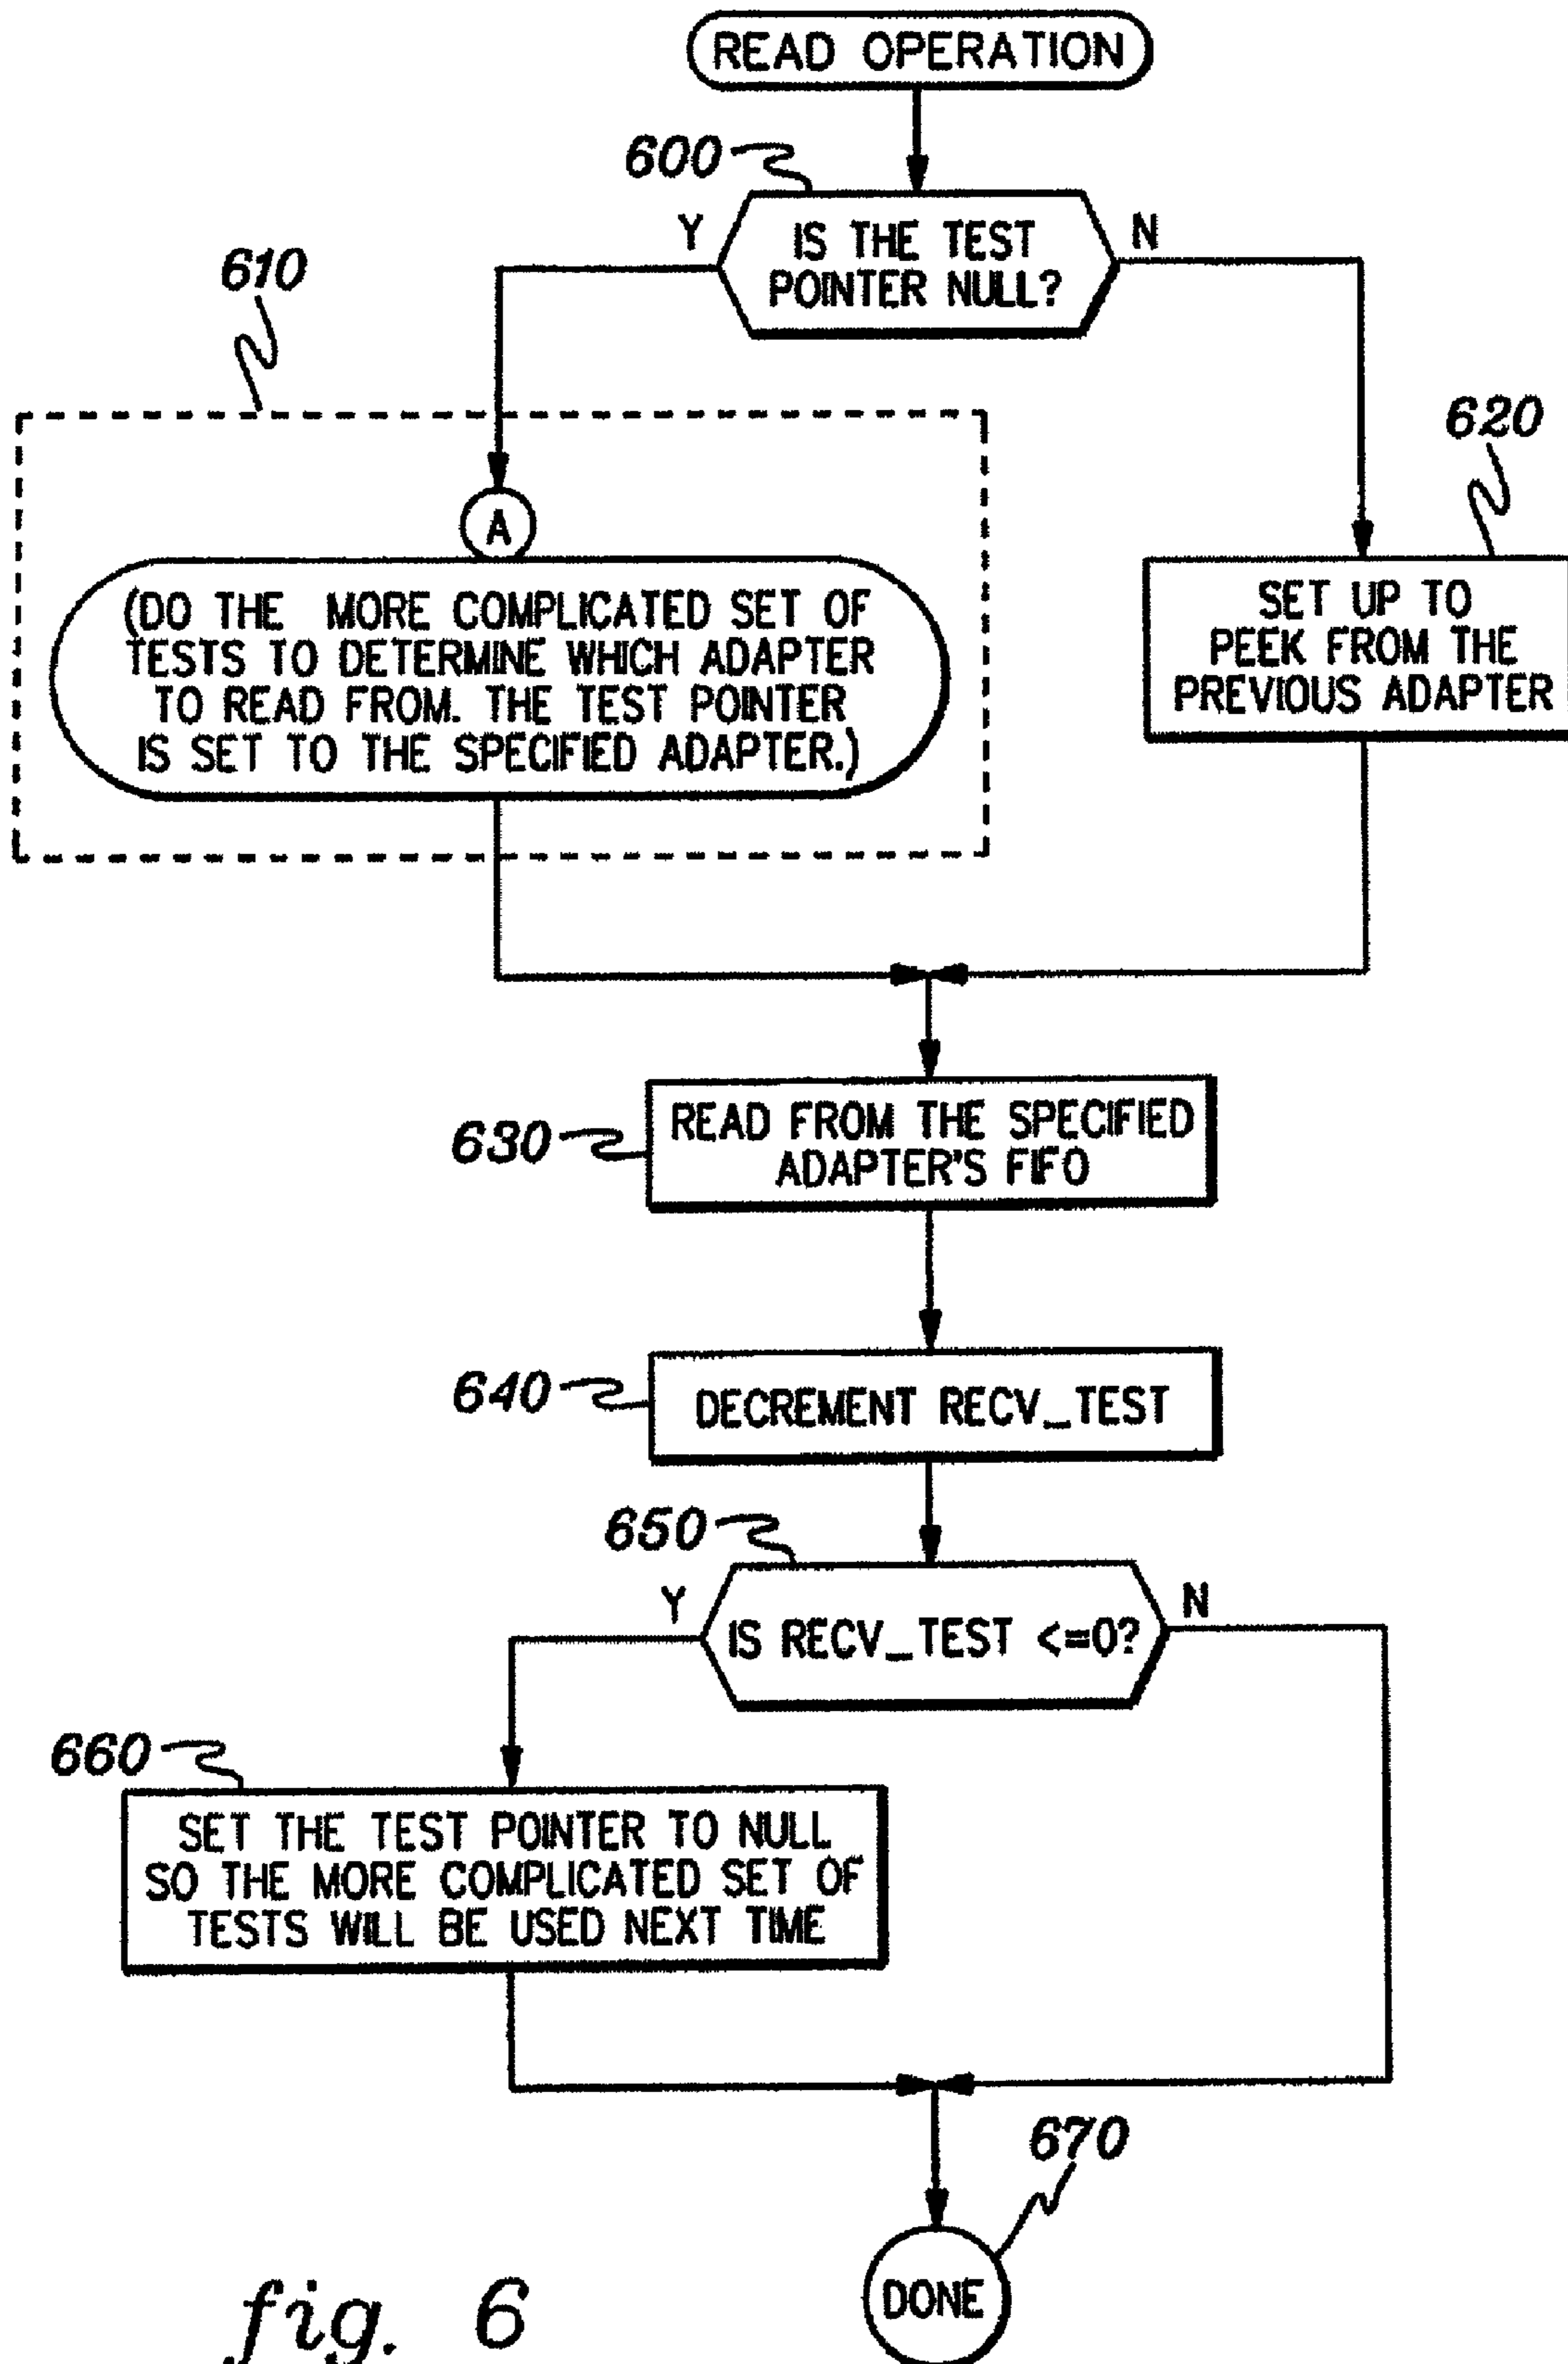 READ OPERATION
600
Y
IS THE TEST
POINTER NULL?
N
610
620
A
(DO THE MORE COMPLICATED SET OF
TESTS TO DETERMINE WHICH ADAPTER
TO READ FROM. THE TEST POINTER
IS SET TO THE SPECIFIED ADAPTER.)
SET UP TO
PEEK FROM THE
PREVIOUS ADAPTER
630
READ FROM THE SPECIFIED
ADAPTER'S FIFO
640
DECREMENT RECV_TEST
650
Y
IS RECV_TEST <=0?
N
660
SET THE TEST POINTER TO NULL
SO THE MORE COMPLICATED SET OF
TESTS WILL BE USED NEXT TIME
670
DONE
fig. 6